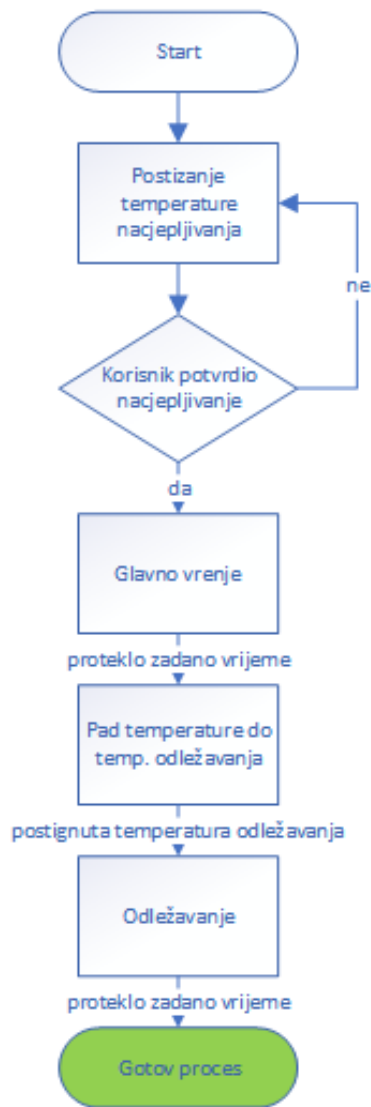 Start
Postizanje
temperature
nacjepljivanja
ne
Korisnik potvrdio
nacjepljivanje
da
Glavno vrenje
proteklo zadano vrijeme
Pad temperature do
temp. odležavanja
postignuta temperatura odležavanja
Odležavanje
proteklo zadano vrijeme
Gotov proces